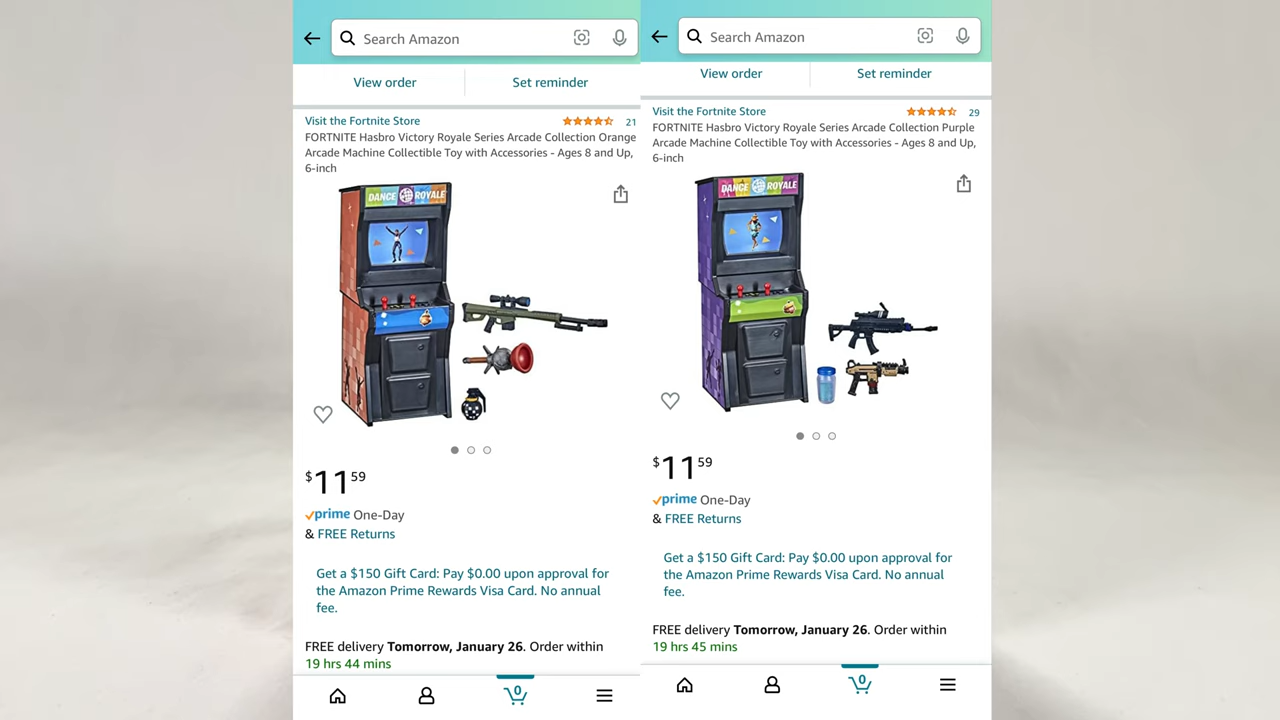 Search Amazon
View order
Set reminder
Visit the Fortnite Store
21
FORTNITE Hasbro Victory Royale Series Arcade Collection Orange
Arcade Machine Collectible Toy with Accessories - Ages 8 and Up,
6-inch
DANCE ROYALE
$11 59
prime One-Day
& FREE Returns
Get a $150 Gift Card: Pay $0.00 upon approval for
the Amazon Prime Rewards Visa Card. No annual
fee.
FREE delivery Tomorrow, January 26. Order within
19 hrs 44 mins
0
Search Amazon
View order
Set reminder
Visit the Fortnite Store
29
FORTNITE Hasbro Victory Royale Series Arcade Collection Purple
Arcade Machine Collectible Toy with Accessories - Ages 8 and Up,
6-inch
DANCE ROYALE
$11 59
prime One-Day
& FREE Returns
Get a $150 Gift Card: Pay $0.00 upon approval for
the Amazon Prime Rewards Visa Card. No annual
fee.
FREE delivery Tomorrow, January 26. Order within
19 hrs 45 mins
0